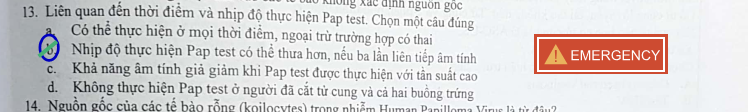 không xác định nguồn gốc
13. Liên quan đến thời điểm và nhịp độ thực hiện Pap test. Chọn một câu đúng
a. Có thể thực hiện ở mọi thời điểm, ngoại trừ trường hợp có thai
b. Nhịp độ thực hiện Pap test có thể thưa hơn, nếu ba lần liên tiếp âm tính
EMERGENCY
c. Khả năng âm tính giả giảm khi Pap test được thực hiện với tần suất cao
d. Không thực hiện Pap test ở người đã cắt tử cung và cả hai buồng trứng
14. Nguồn gốc của các tế bào rỗng (koilocytes) trong nhiễm Human Papilloma Virus là từ đâu?